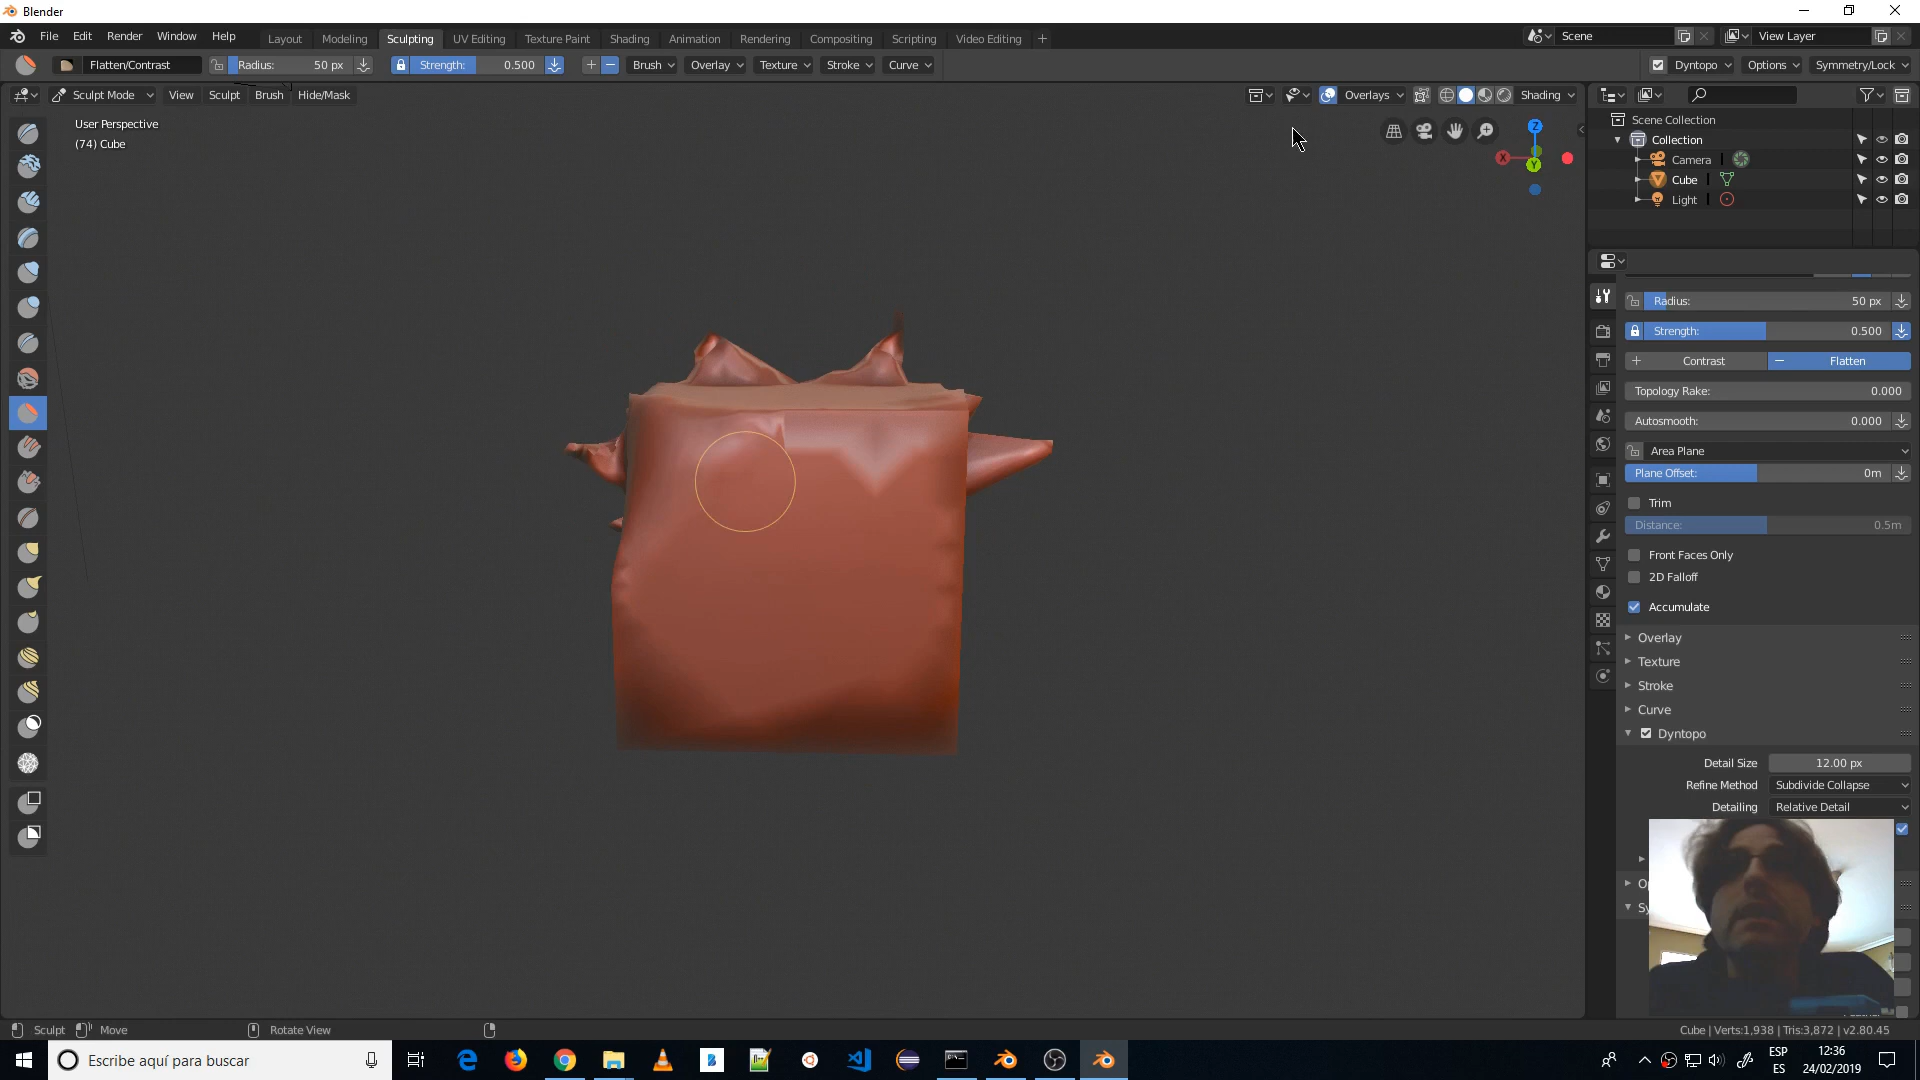 Blender
File Edit Render Window Help
Layout Modeling Sculpting UV Editing Texture Paint Shading Animation Rendering Compositing Scripting Video Editing +
Scene
View Layer
Flatten/Contrast Radius: 50 px Strength: 0.500 Brush Overlay Texture Stroke Curve
Dyntopo Options Symmetry/Lock
Sculpt Mode View Sculpt Brush Hide/Mask
Overlays Shading
User Perspective
(74) Cube
Z
X
Y
Scene Collection
Collection
Camera
Cube
Light
Radius: 50 px
Strength: 0.500
+ Contrast − Flatten
Topology Rake: 0.000
Autosmooth: 0.000
Area Plane
Plane Offset: 0m
Trim
Distance: 0.5m
Front Faces Only
2D Falloff
Accumulate
Overlay
Texture
Stroke
Curve
Dyntopo
Detail Size 12.00 px
Refine Method Subdivide Collapse
Detailing Relative Detail
Sculpt Move Rotate View
Cube | Verts:1,938 | Tris:3,872 | v2.80.45
Escribe aquí para buscar
ESP
ES
12:36
24/02/2019